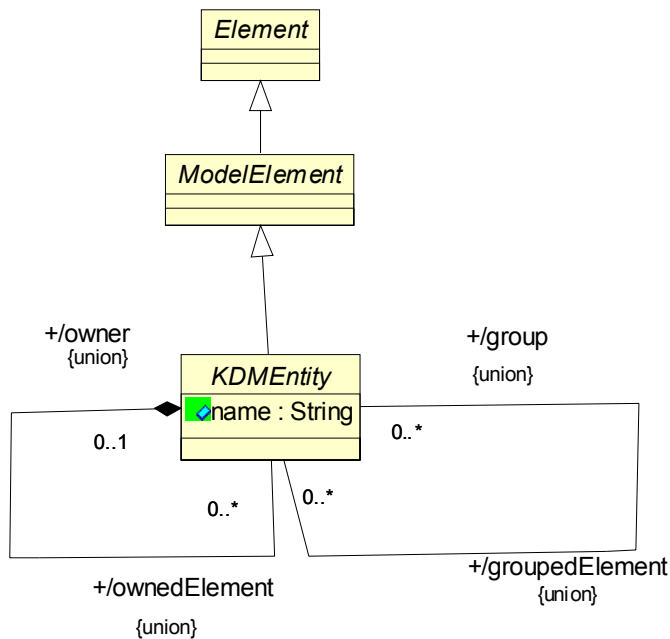 Element
ModelElement
+/owner
{union}
+/group
{union}
KDMEntity
name : String
0..1
0..*
0..*
0..*
+/ownedElement
{union}
+/groupedElement
{union}